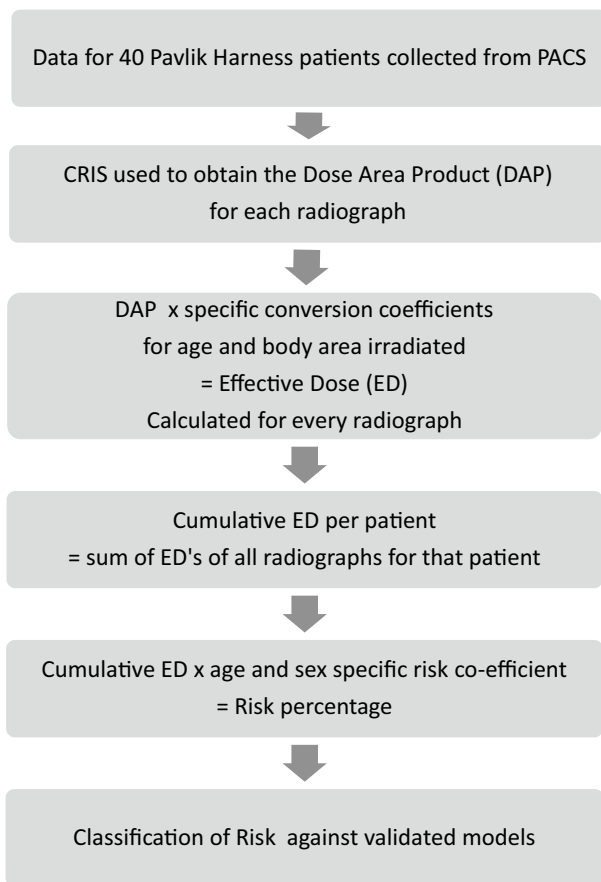 Data for 40 Pavlik Harness patients collected from PACS
CRIS used to obtain the Dose Area Product (DAP)
for each radiograph
DAP x specific conversion coefficients
for age and body area irradiated
= Effective Dose (ED)
Calculated for every radiograph
Cumulative ED per patient
= sum of ED's of all radiographs for that patient
Cumulative ED x age and sex specific risk co-efficient
= Risk percentage
Classification of Risk against validated models